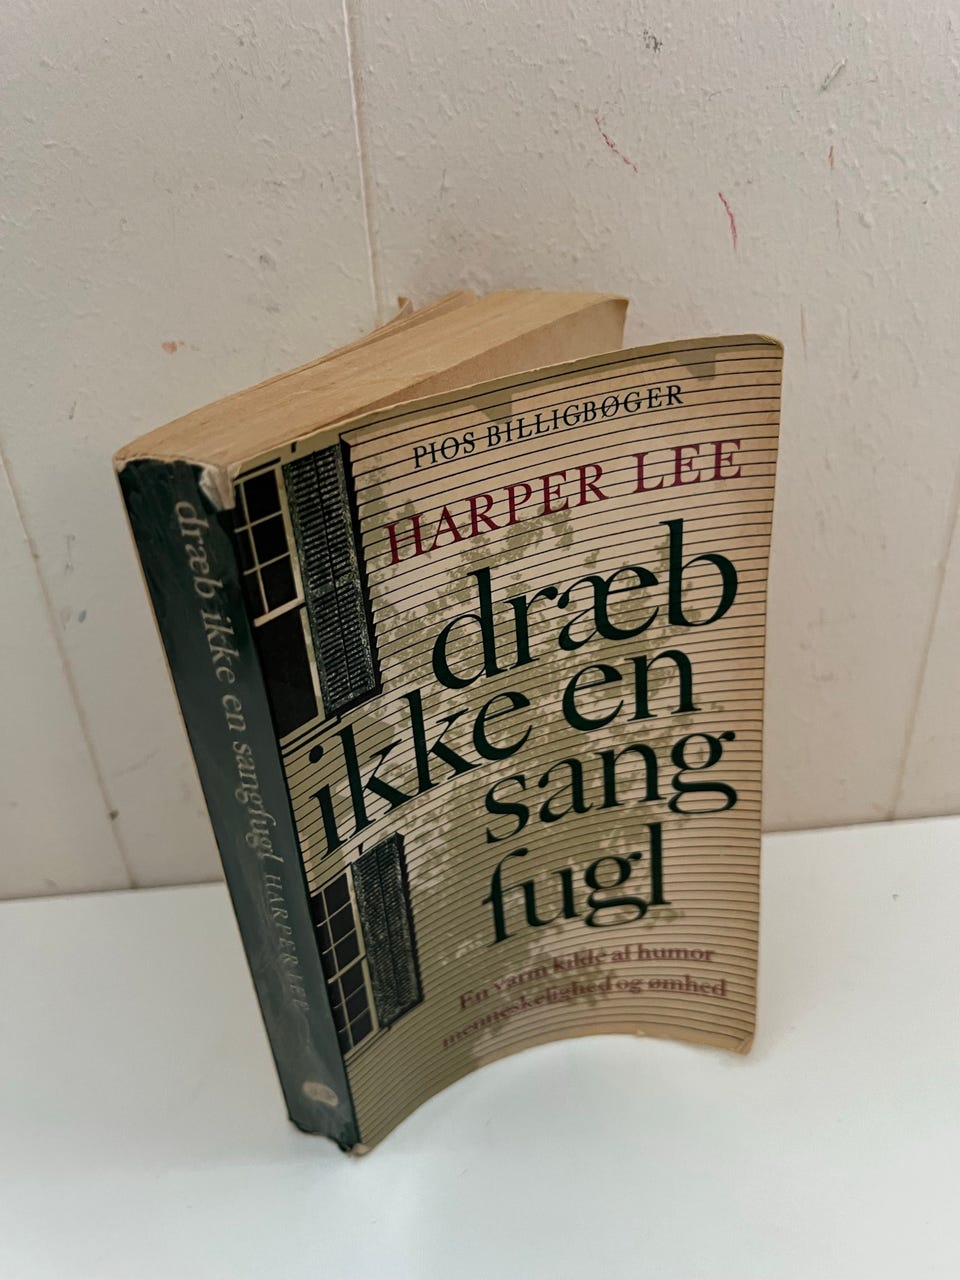 PIOS BILLIGBØGER
HARPER LEE
dræb
ikke en
sang
fugl
En varm kilde af humor
menneskelighed og ømhed
dræb ikke en sangfugl HARPER LEE